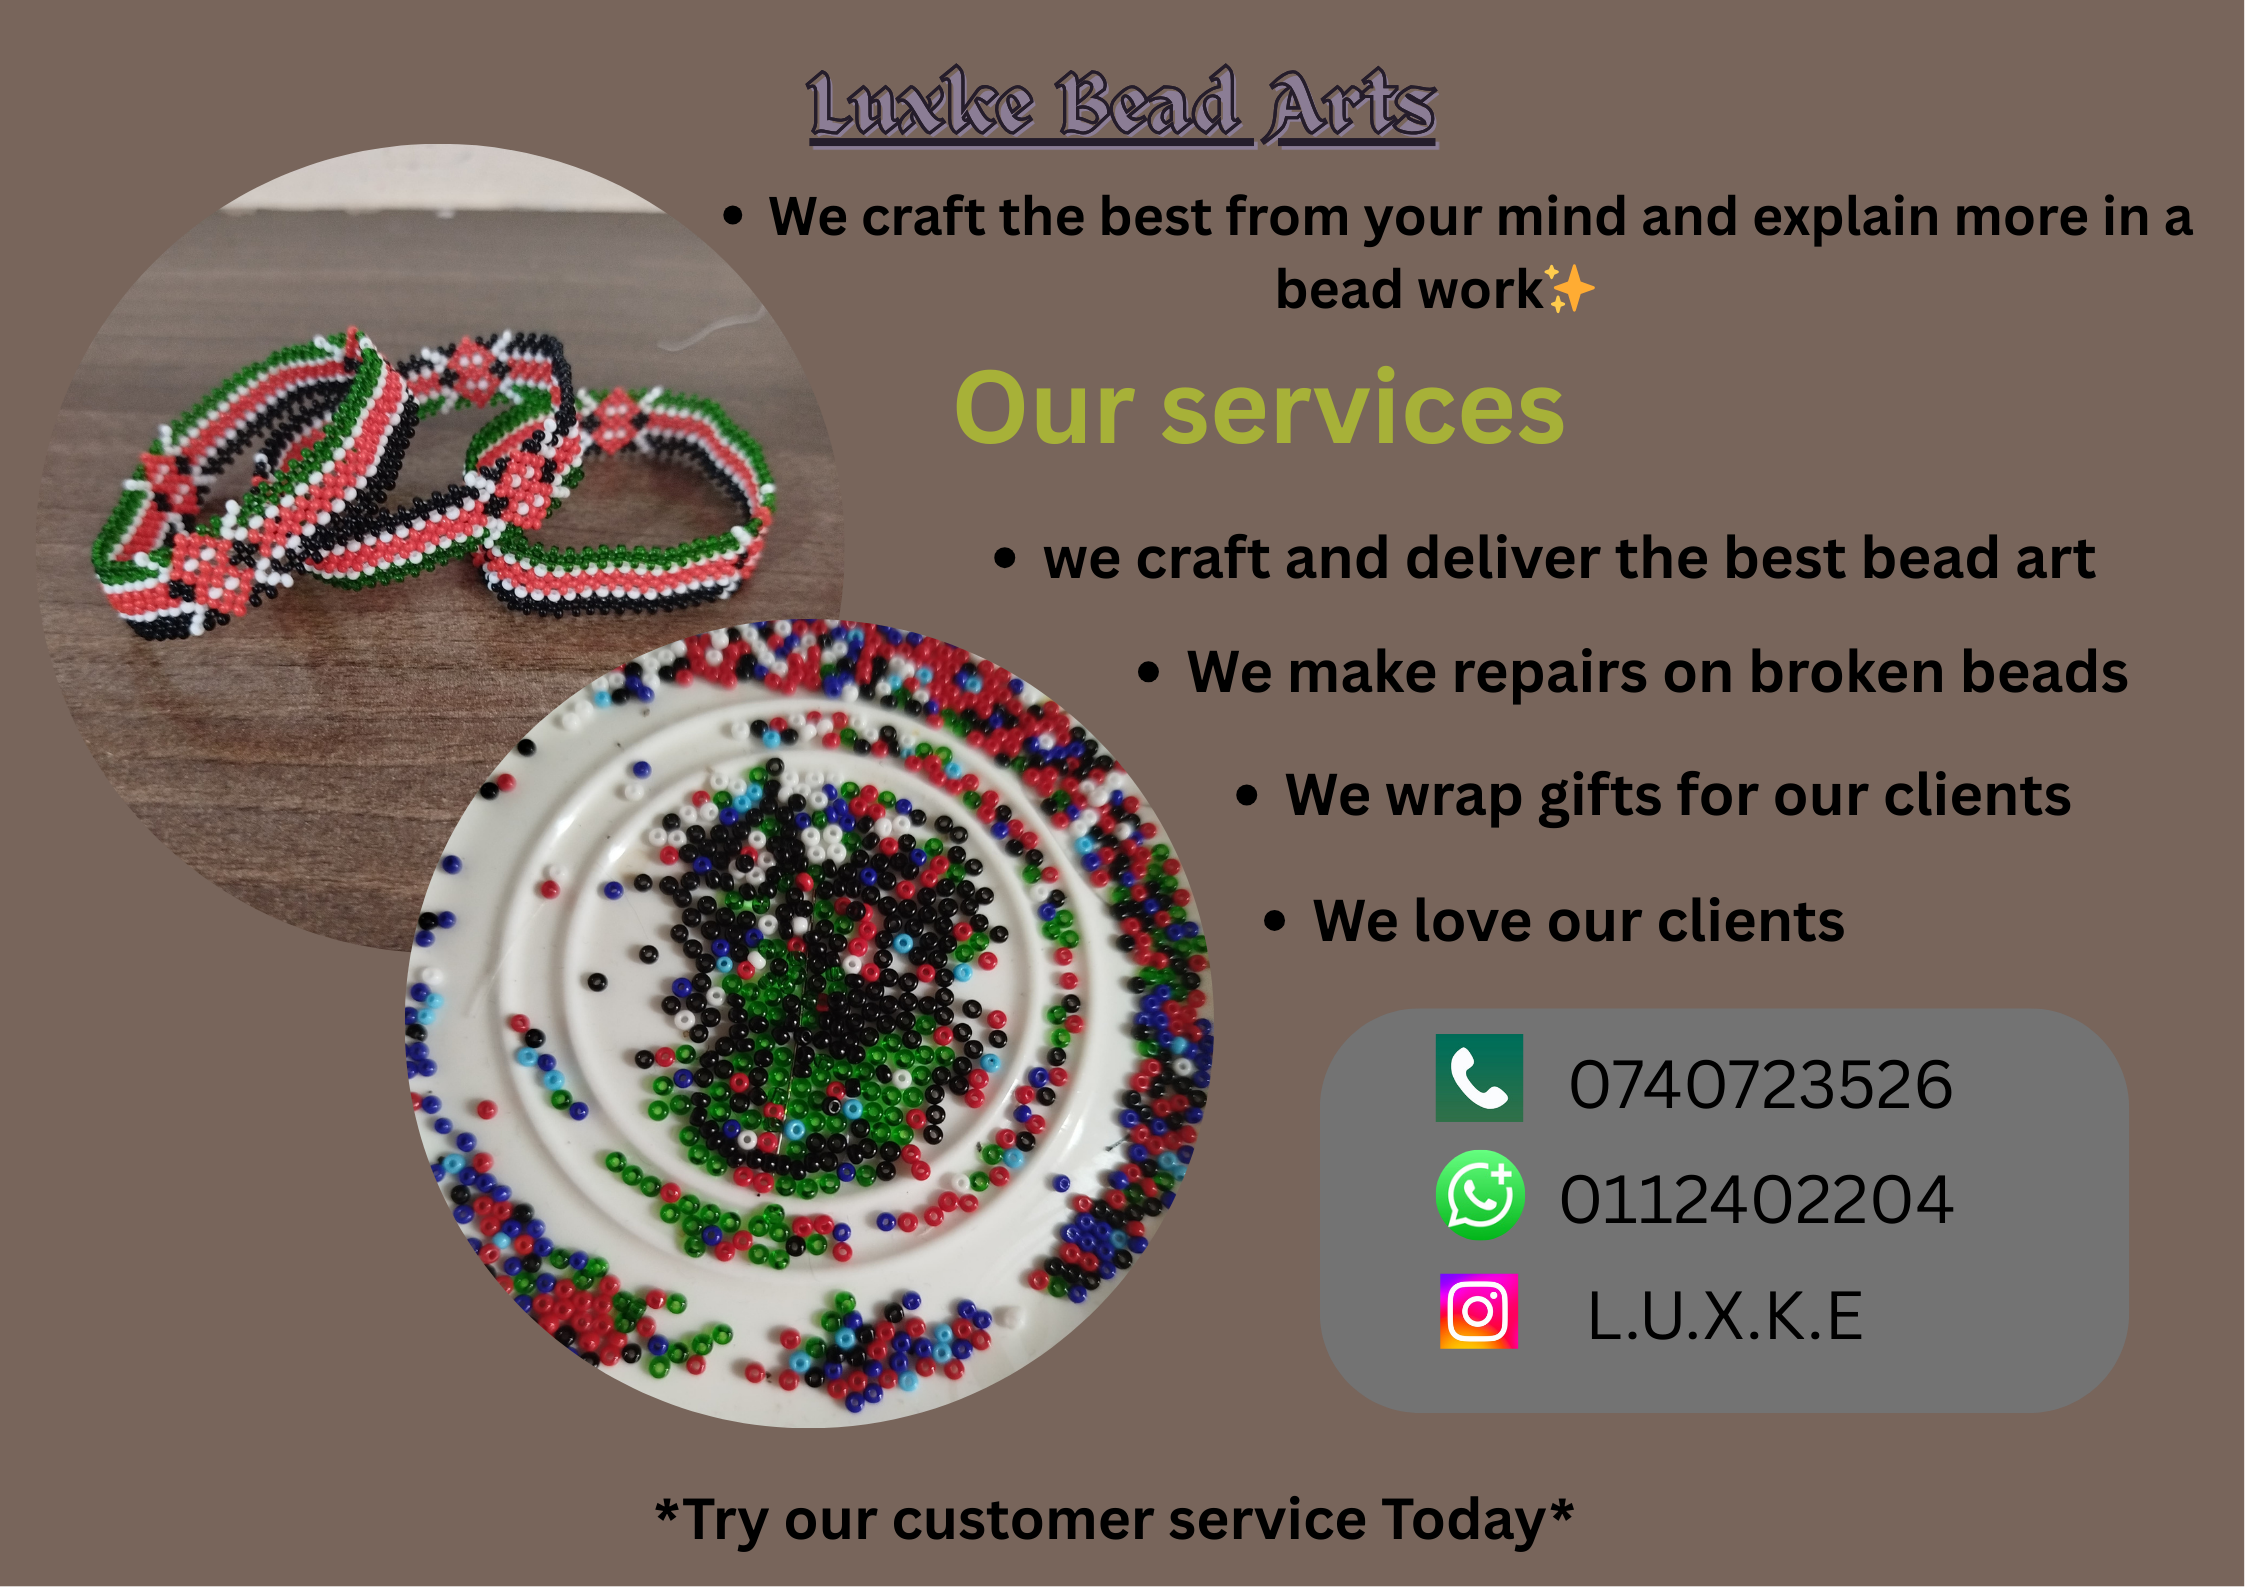 Luxke Bead Arts
• We craft the best from your mind and explain more in a
bead work✨
Our services
• we craft and deliver the best bead art
• We make repairs on broken beads
• We wrap gifts for our clients
• We love our clients
0740723526
0112402204
L.U.X.K.E
*Try our customer service Today*